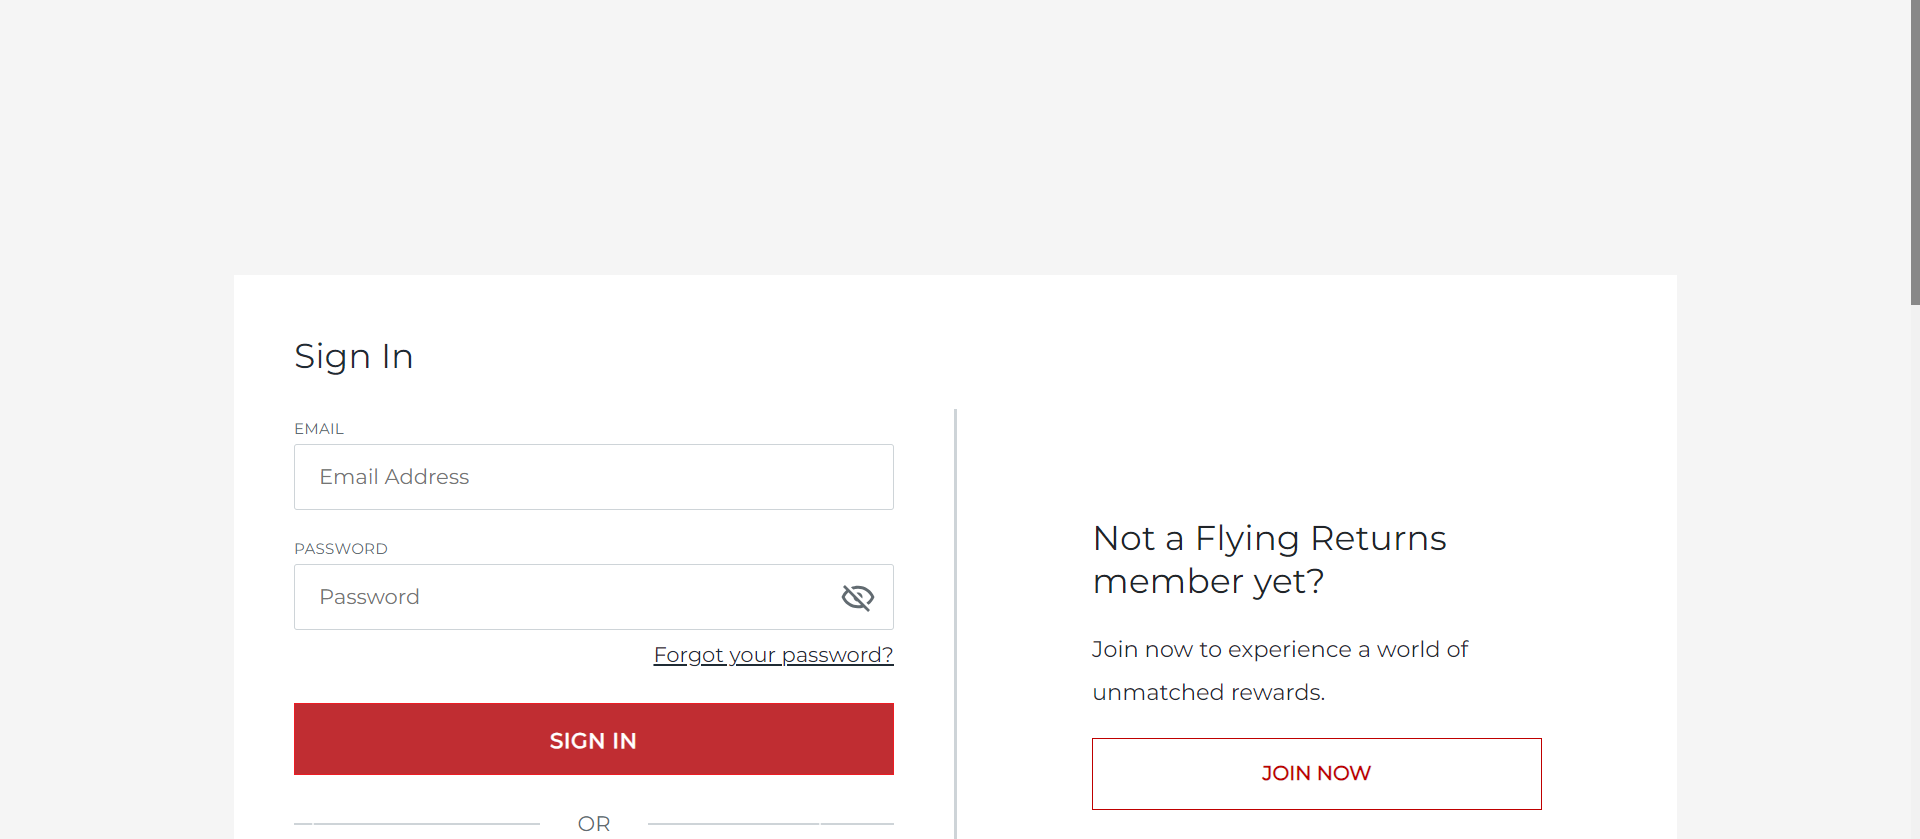 Sign In
EMAIL
Email Address
PASSWORD
Password
Forgot your password?
SIGN IN
OR
Not a Flying Returns
member yet?
Join now to experience a world of
unmatched rewards.
JOIN NOW